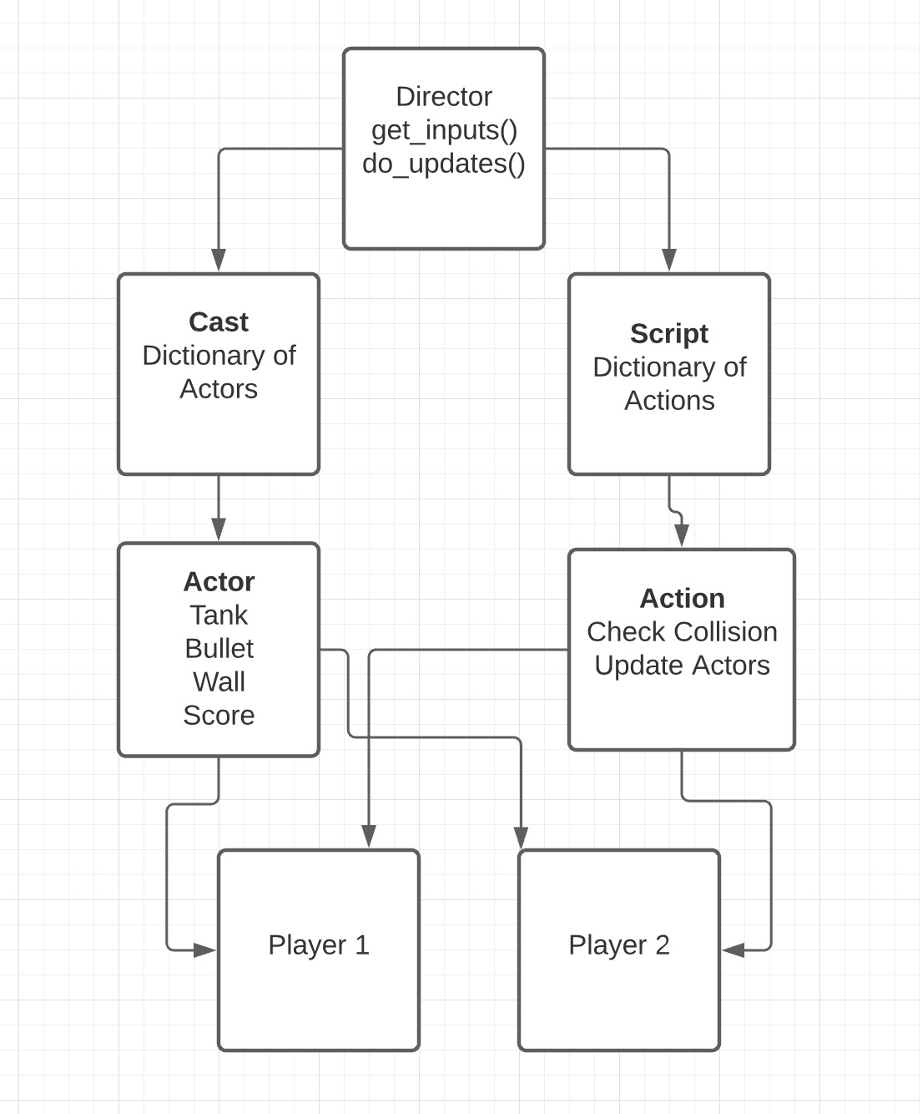 Director
get_inputs()
do_updates()
Cast
Dictionary of
Actors
Script
Dictionary of
Actions
Actor
Tank
Bullet
Wall
Score
Action
Check Collision
Update Actors
Player 1
Player 2